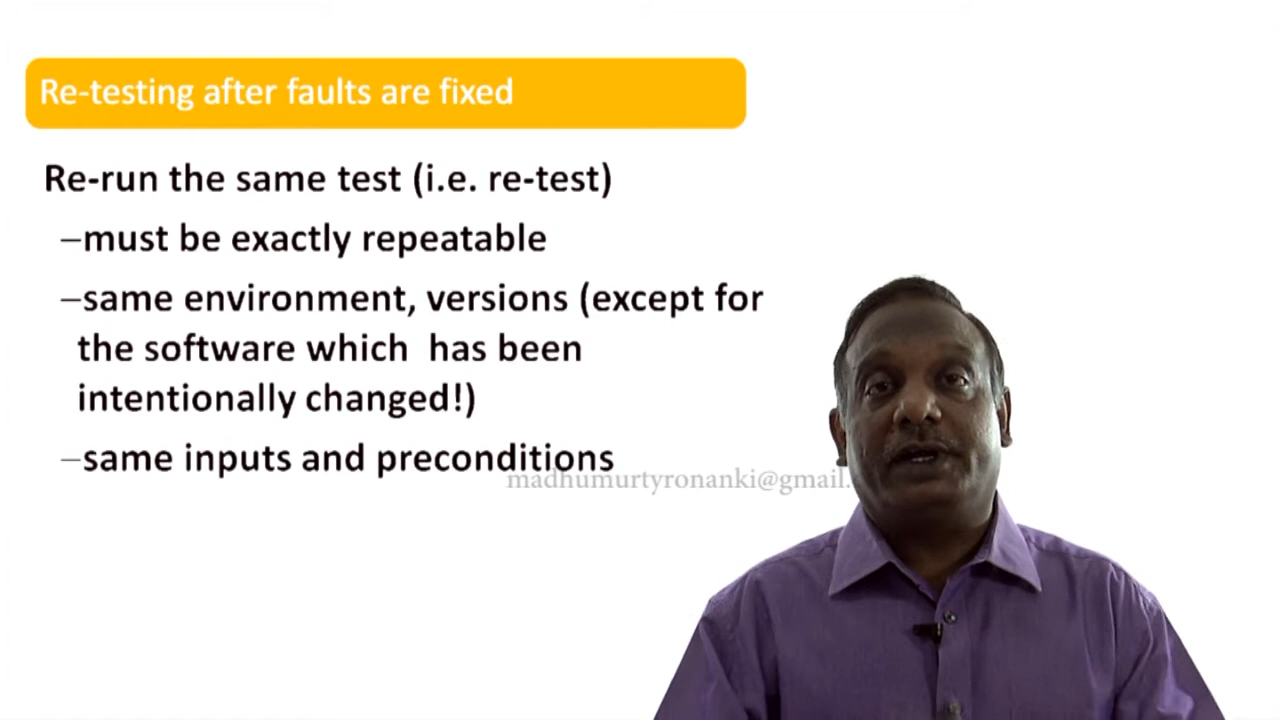 Re-testing after faults are fixed
Re-run the same test (i.e. re-test)
–must be exactly repeatable
–same environment, versions (except for
the software which has been
intentionally changed!)
–same inputs and preconditions
madhumurtyronanki@gmail.